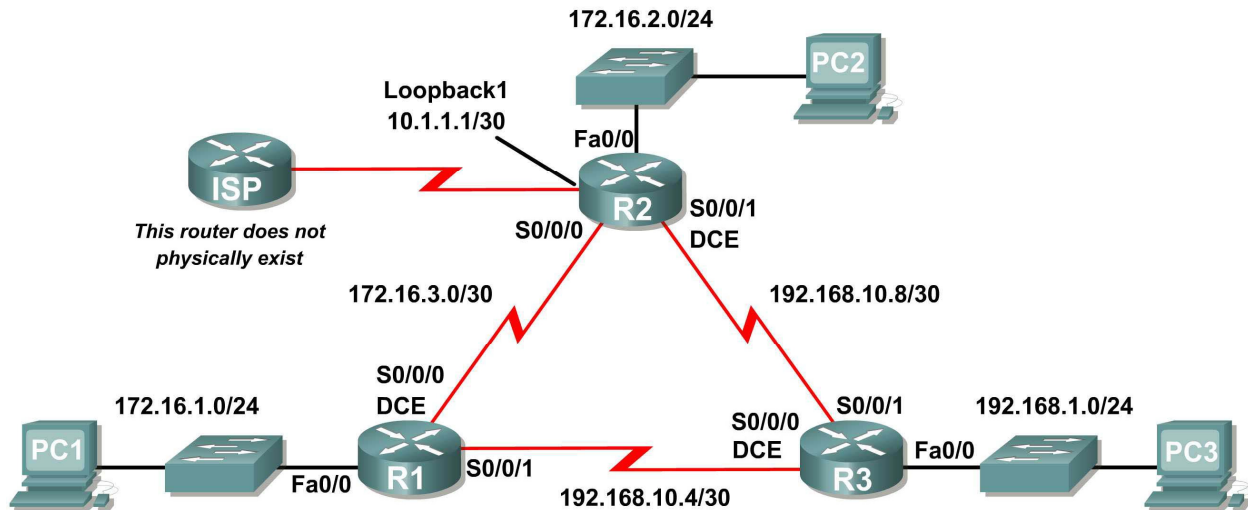 172.16.2.0/24
PC2
Loopback1
10.1.1.1/30
Fa0/0
ISP
R2
S0/0/1
DCE
S0/0/0
This router does not
physically exist
172.16.3.0/30
192.168.10.8/30
S0/0/0
DCE
172.16.1.0/24
S0/0/0
DCE
S0/0/1
192.168.1.0/24
PC1
R1
S0/0/1
Fa0/0
192.168.10.4/30
R3
Fa0/0
PC3